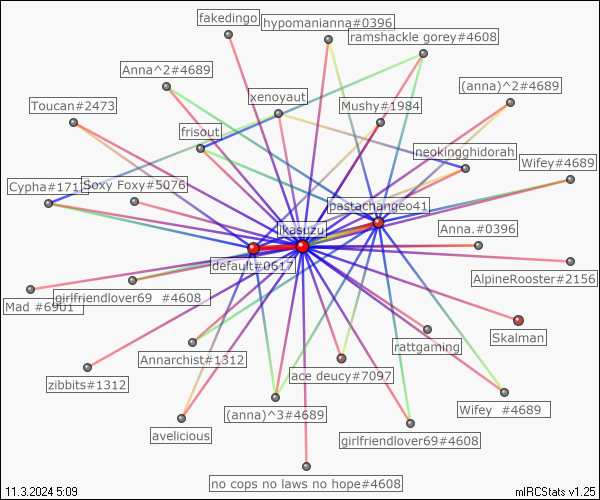 fakedingo
hypomanianna#0396
ramshackle gorey#4608
Anna^2#4689
(anna)^2#4689
xenoyaut
Toucan#2473
Mushy#1984
frisout
neokingghidorah
Wifey#4689
Cypha#171
Soxy Foxy#5076
pastachangeo41
ikasuzu
Anna.#0396
default#0617
AlpineRooster#2156
Mad #6901
girlfriendlover69 #4608
Skalman
rattgaming
Annarchist#1312
ace deucy#7097
zibbits#1312
(anna)^3#4689
Wifey #4689
avelicious
girlfriendlover69#4608
no cops no laws no hope#4608
11.3.2024 5:09
mIRCStats v1.25